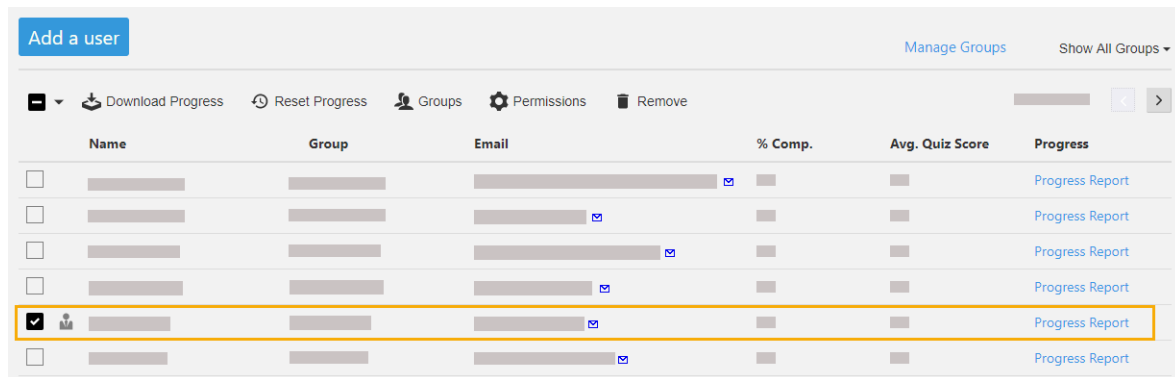 Add a user
Manage Groups Show All Groups
Download Progress Reset Progress Groups Permissions Remove
Name Group Email % Comp. Avg. Quiz Score Progress
Progress Report
Progress Report
Progress Report
Progress Report
Progress Report
Progress Report